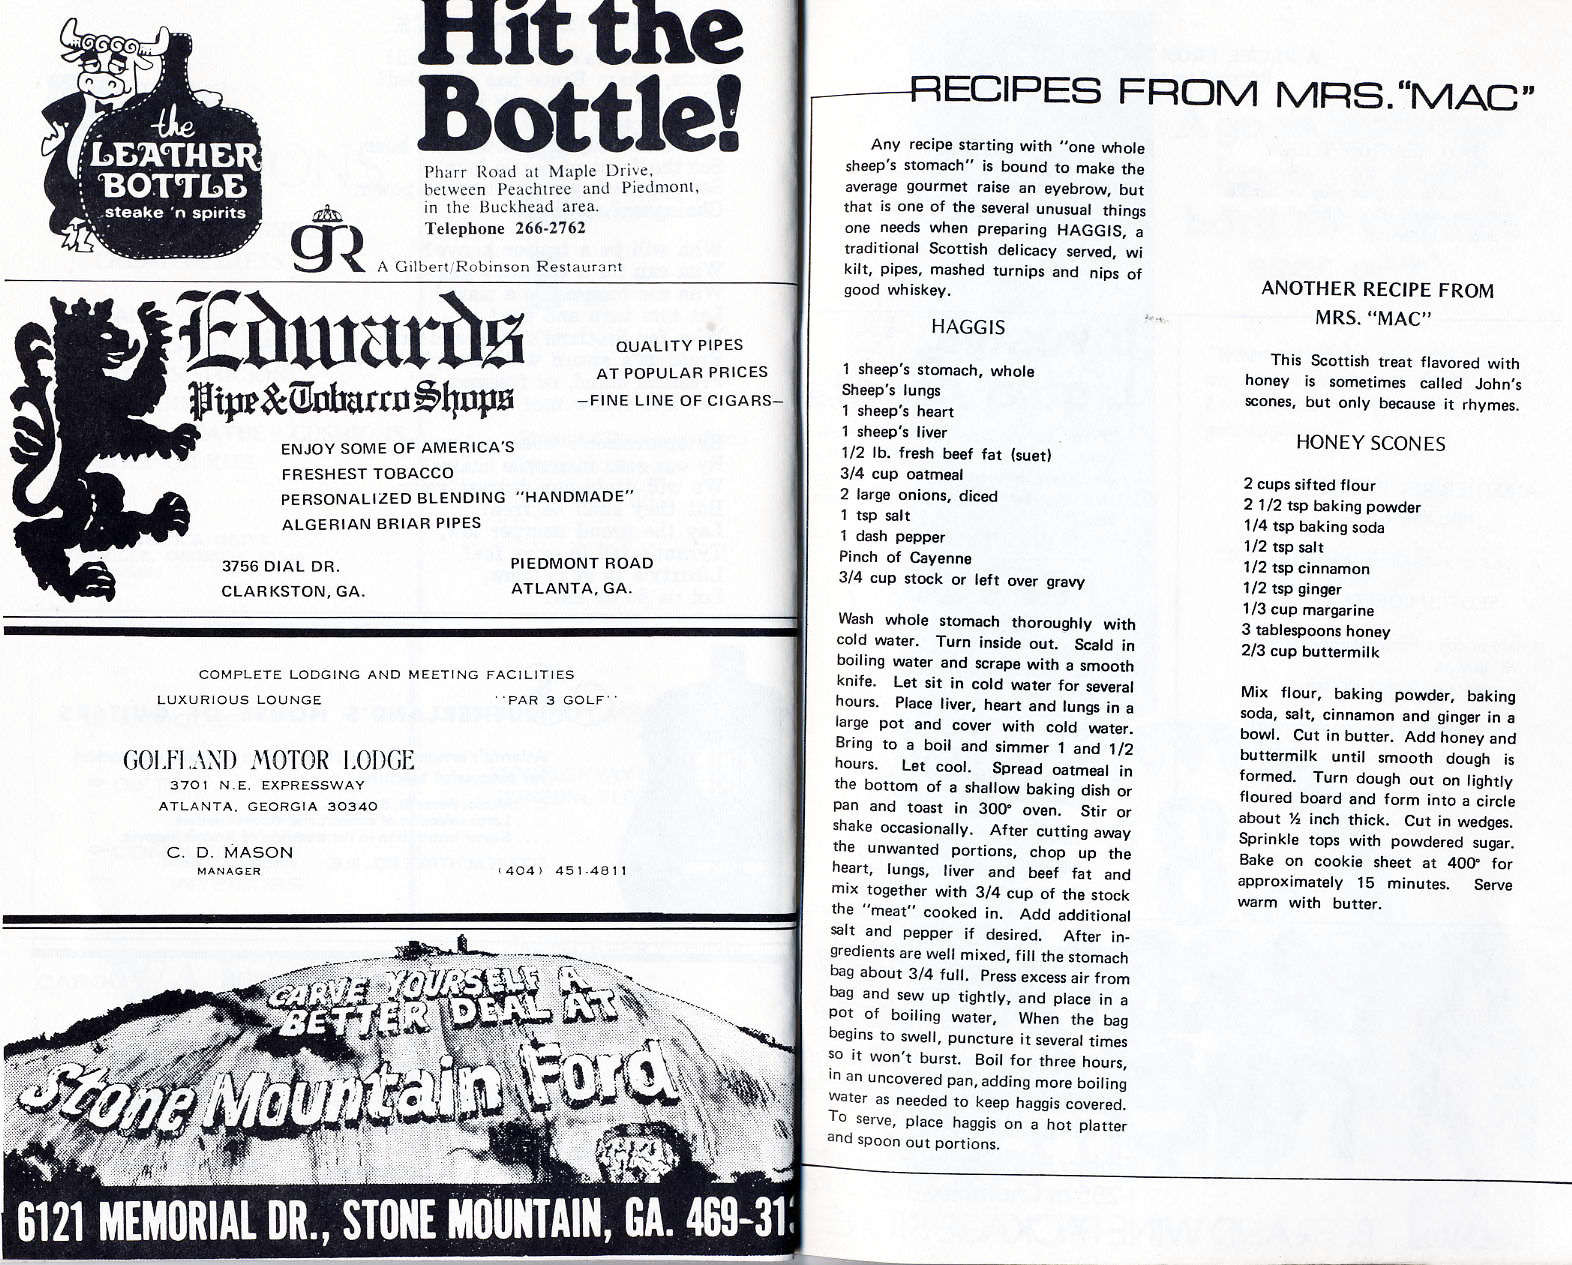 Hit the
Bottle!
the
LEATHER
BOTTLE
steake 'n spirits
Pharr Road at Maple Drive,
between Peachtree and Piedmont,
in the Buckhead area.
Telephone 266-2762
gR
A Gilbert/Robinson Restaurant
Edwards
Pipe & Tobacco Shops
QUALITY PIPES
AT POPULAR PRICES
—FINE LINE OF CIGARS—
ENJOY SOME OF AMERICA'S
FRESHEST TOBACCO
PERSONALIZED BLENDING "HANDMADE"
ALGERIAN BRIAR PIPES
3756 DIAL DR.
CLARKSTON, GA.
PIEDMONT ROAD
ATLANTA, GA.
COMPLETE LODGING AND MEETING FACILITIES
LUXURIOUS LOUNGE
"PAR 3 GOLF"
GOLFLAND MOTOR LODGE
3701 N.E. EXPRESSWAY
ATLANTA, GEORGIA 30340
C. D. MASON
MANAGER
(404) 451-4811
CARVE YOURSELF A
BETTER DEAL AT
Stone Mountain Ford
6121 MEMORIAL DR., STONE MOUNTAIN, GA. 469-313
RECIPES FROM MRS. "MAC"
Any recipe starting with "one whole
sheep's stomach" is bound to make the
average gourmet raise an eyebrow, but
that is one of the several unusual things
one needs when preparing HAGGIS, a
traditional Scottish delicacy served, wi
kilt, pipes, mashed turnips and nips of
good whiskey.
HAGGIS
1 sheep's stomach, whole
Sheep's lungs
1 sheep's heart
1 sheep's liver
1/2 lb. fresh beef fat (suet)
3/4 cup oatmeal
2 large onions, diced
1 tsp salt
1 dash pepper
Pinch of Cayenne
3/4 cup stock or left over gravy
Wash whole stomach thoroughly with
cold water. Turn inside out. Scald in
boiling water and scrape with a smooth
knife. Let sit in cold water for several
hours. Place liver, heart and lungs in a
large pot and cover with cold water.
Bring to a boil and simmer 1 and 1/2
hours. Let cool. Spread oatmeal in
the bottom of a shallow baking dish or
pan and toast in 300° oven. Stir or
shake occasionally. After cutting away
the unwanted portions, chop up the
heart, lungs, liver and beef fat and
mix together with 3/4 cup of the stock
the "meat" cooked in. Add additional
salt and pepper if desired. After in-
gredients are well mixed, fill the stomach
bag about 3/4 full. Press excess air from
bag and sew up tightly, and place in a
pot of boiling water, When the bag
begins to swell, puncture it several times
so it won't burst. Boil for three hours,
in an uncovered pan, adding more boiling
water as needed to keep haggis covered.
To serve, place haggis on a hot platter
and spoon out portions.
ANOTHER RECIPE FROM
MRS. "MAC"
This Scottish treat flavored with
honey is sometimes called John's
scones, but only because it rhymes.
HONEY SCONES
2 cups sifted flour
2 1/2 tsp baking powder
1/4 tsp baking soda
1/2 tsp salt
1/2 tsp cinnamon
1/2 tsp ginger
1/3 cup margarine
3 tablespoons honey
2/3 cup buttermilk
Mix flour, baking powder, baking
soda, salt, cinnamon and ginger in a
bowl. Cut in butter. Add honey and
buttermilk until smooth dough is
formed. Turn dough out on lightly
floured board and form into a circle
about ½ inch thick. Cut in wedges.
Sprinkle tops with powdered sugar.
Bake on cookie sheet at 400° for
approximately 15 minutes. Serve
warm with butter.